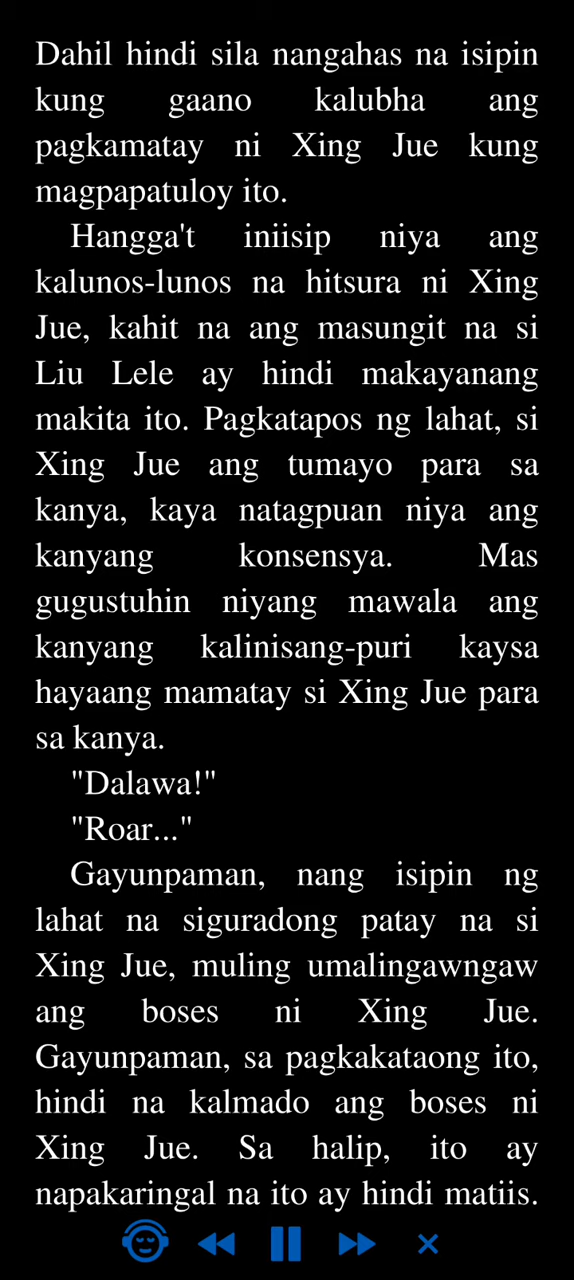 Dahil hindi sila nangahas na isipin
kung gaano kalubha ang
pagkamatay ni Xing Jue kung
magpapatuloy ito.
Hangga't iniisip niya ang
kalunos-lunos na hitsura ni Xing
Jue, kahit na ang masungit na si
Liu Lele ay hindi makayanang
makita ito. Pagkatapos ng lahat, si
Xing Jue ang tumayo para sa
kanya, kaya natagpuan niya ang
kanyang konsensya. Mas
gugustuhin niyang mawala ang
kanyang kalinisang-puri kaysa
hayaang mamatay si Xing Jue para
sa kanya.
"Dalawa!"
"Roar..."
Gayunpaman, nang isipin ng
lahat na siguradong patay na si
Xing Jue, muling umalingawngaw
ang boses ni Xing Jue.
Gayunpaman, sa pagkakataong ito,
hindi na kalmado ang boses ni
Xing Jue. Sa halip, ito ay
napakaringal na ito ay hindi matiis.